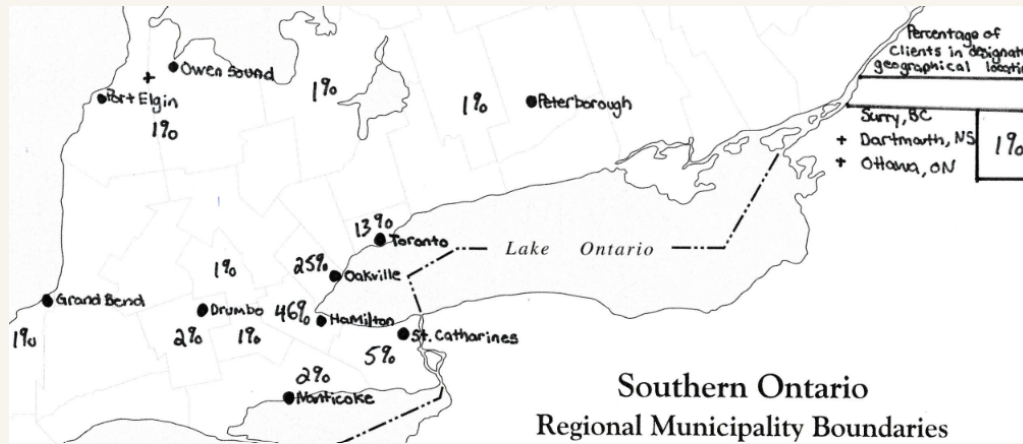 Percentage of
Clients in designat
geographical locatio
Owen Sound
+
Port Elgin
1%
1%
1%
Peterborough
Surry, BC
+ Dartmouth, NS
+ Ottawa, ON
1%
13%
Toronto
Lake Ontario
25%
Oakville
1%
Grand Bend
1%
Drumbo
2%
1%
46%
Hamilton
St. Catharines
5%
2%
Nanticoke
Southern Ontario
Regional Municipality Boundaries